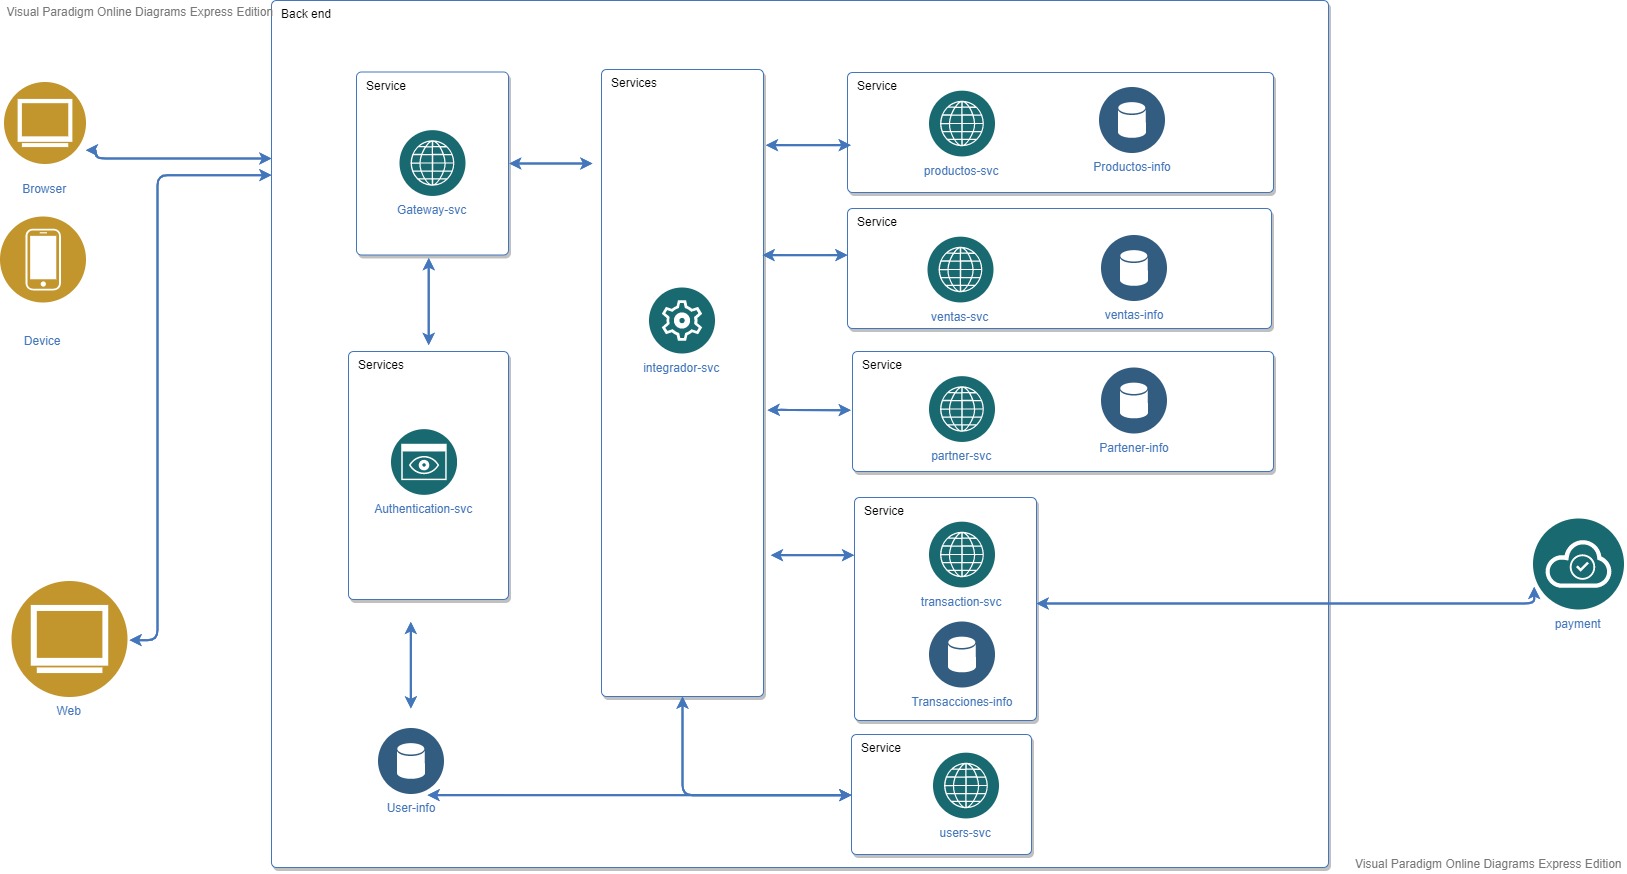 Visual Paradigm Online Diagrams Express Edition
Back end
Browser
Device
Web
Service
Gateway-svc
Services
Authentication-svc
User-info
Services
integrador-svc
Service
productos-svc
Productos-info
Service
ventas-svc
ventas-info
Service
partner-svc
Partener-info
Service
transaction-svc
Transacciones-info
Service
users-svc
payment
Visual Paradigm Online Diagrams Express Edition